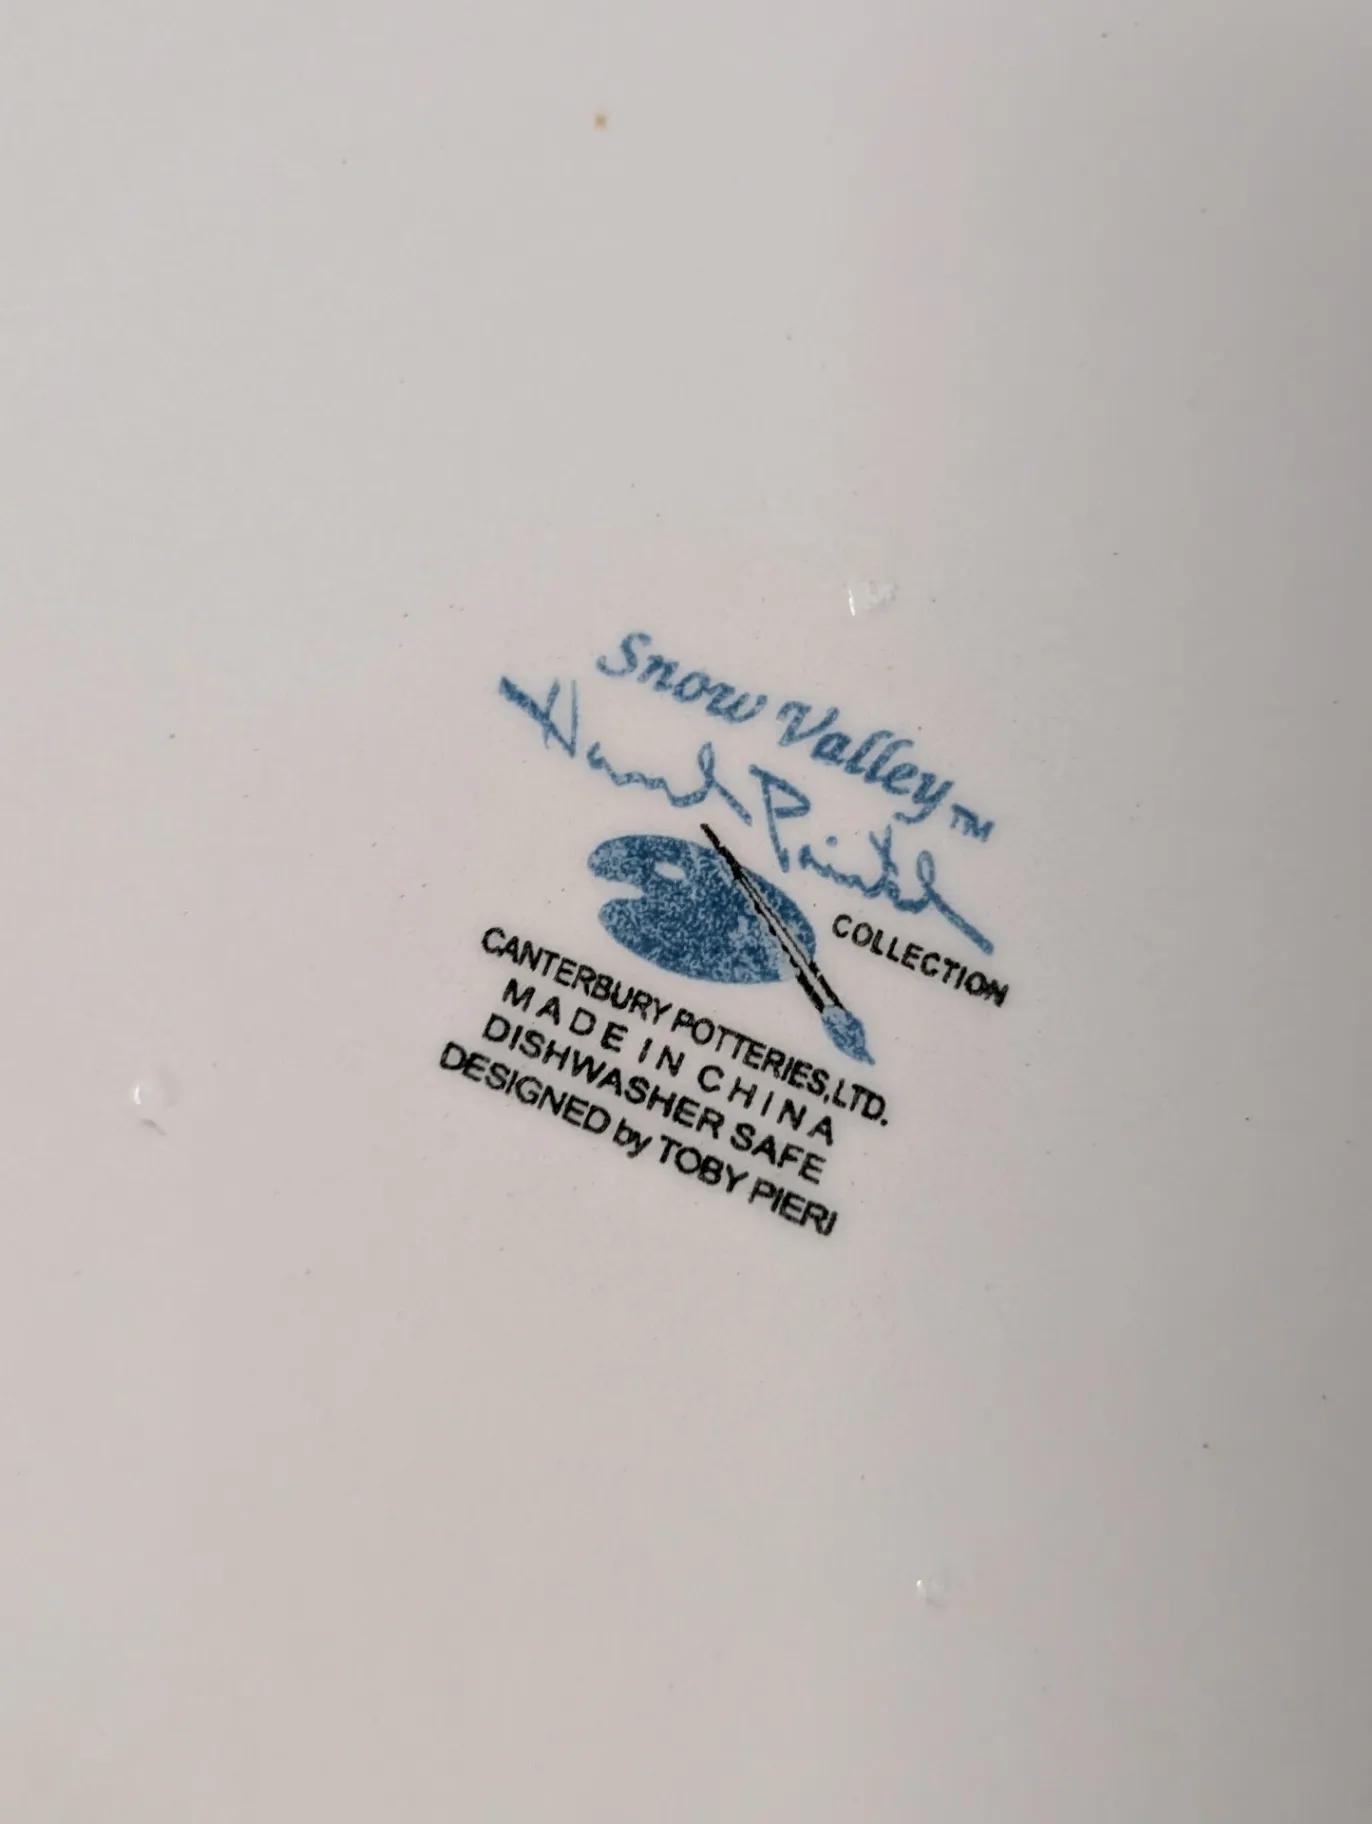 Snow Valley™
Hand Painted
COLLECTION
CANTERBURY POTTERIES, LTD.
MADE IN CHINA
DISHWASHER SAFE
DESIGNED by TOBY PIERI